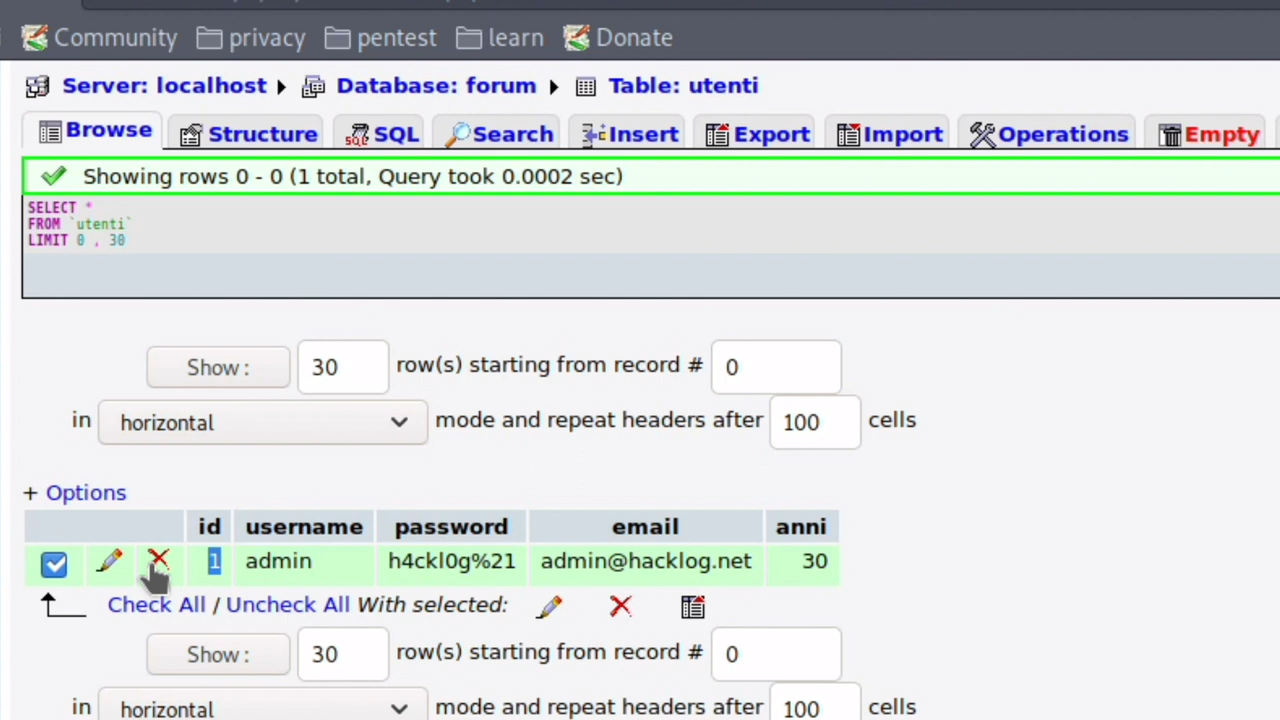 Community privacy pentest learn Donate
Server: localhost Database: forum Table: utenti
Browse Structure SQL Search Insert Export Import Operations Empty
Showing rows 0 - 0 (1 total, Query took 0.0002 sec)
SELECT *
FROM `utenti`
LIMIT 0 , 30
Show : 30 row(s) starting from record # 0
in horizontal mode and repeat headers after 100 cells
+ Options
id username password email anni
1 admin h4ckl0g%21 admin@hacklog.net 30
Check All / Uncheck All With selected:
Show : 30 row(s) starting from record # 0
in horizontal mode and repeat headers after 100 cells